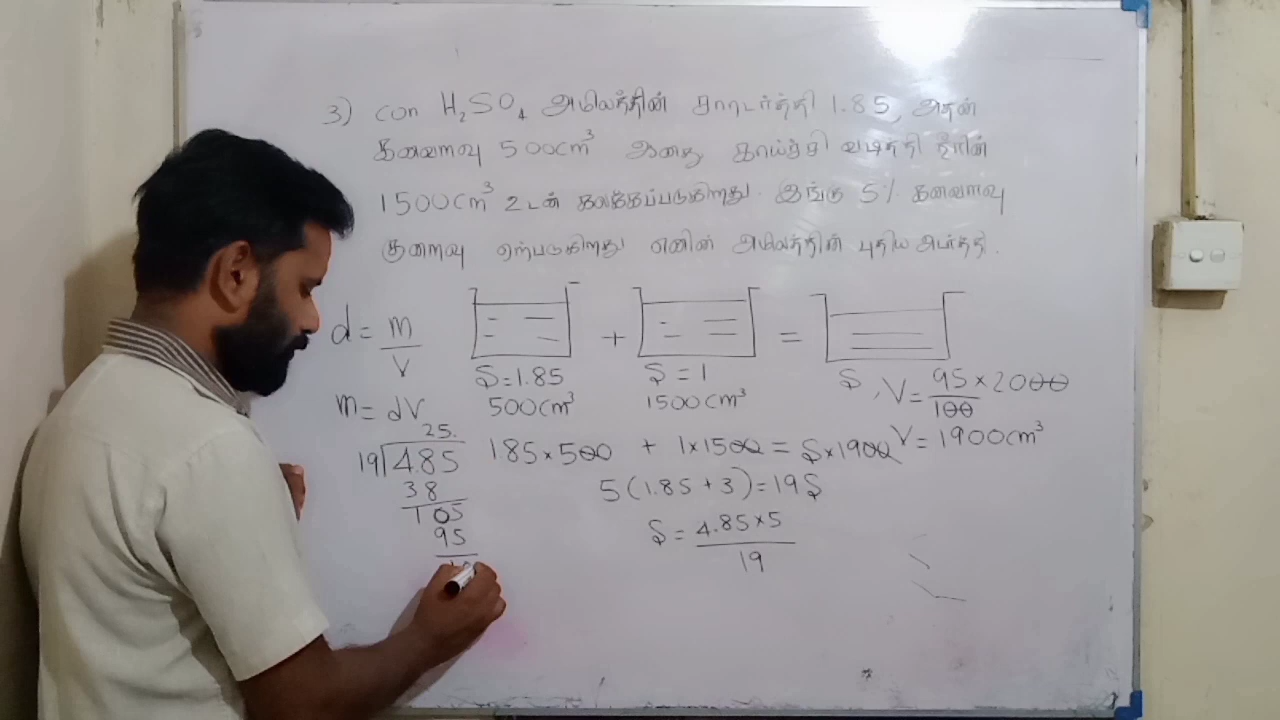 3) con H₂SO₄ அமிலத்தின் சாரடர்த்தி 1.85, அதன்
கனவளவு 500cm³ ஆனது காய்ச்சி வடித்த நீரின்
1500cm³ உடன் கலக்கப்படுகிறது. இங்கு 5% கனவளவு
குறைவு ஏற்படுகிறது எனின் அமிலத்தின் புதிய அடர்த்தி.
d = m/V
+ =
S=1.85 S=1 S, V = 95×2000/100
m = dV 500cm³ 1500cm³
V = 1900cm³
185×500 + 1×1500 = S×1900
25.
19) 4.85
38
105
95
5(1.85+3) = 19S
S = 4.85×5/19